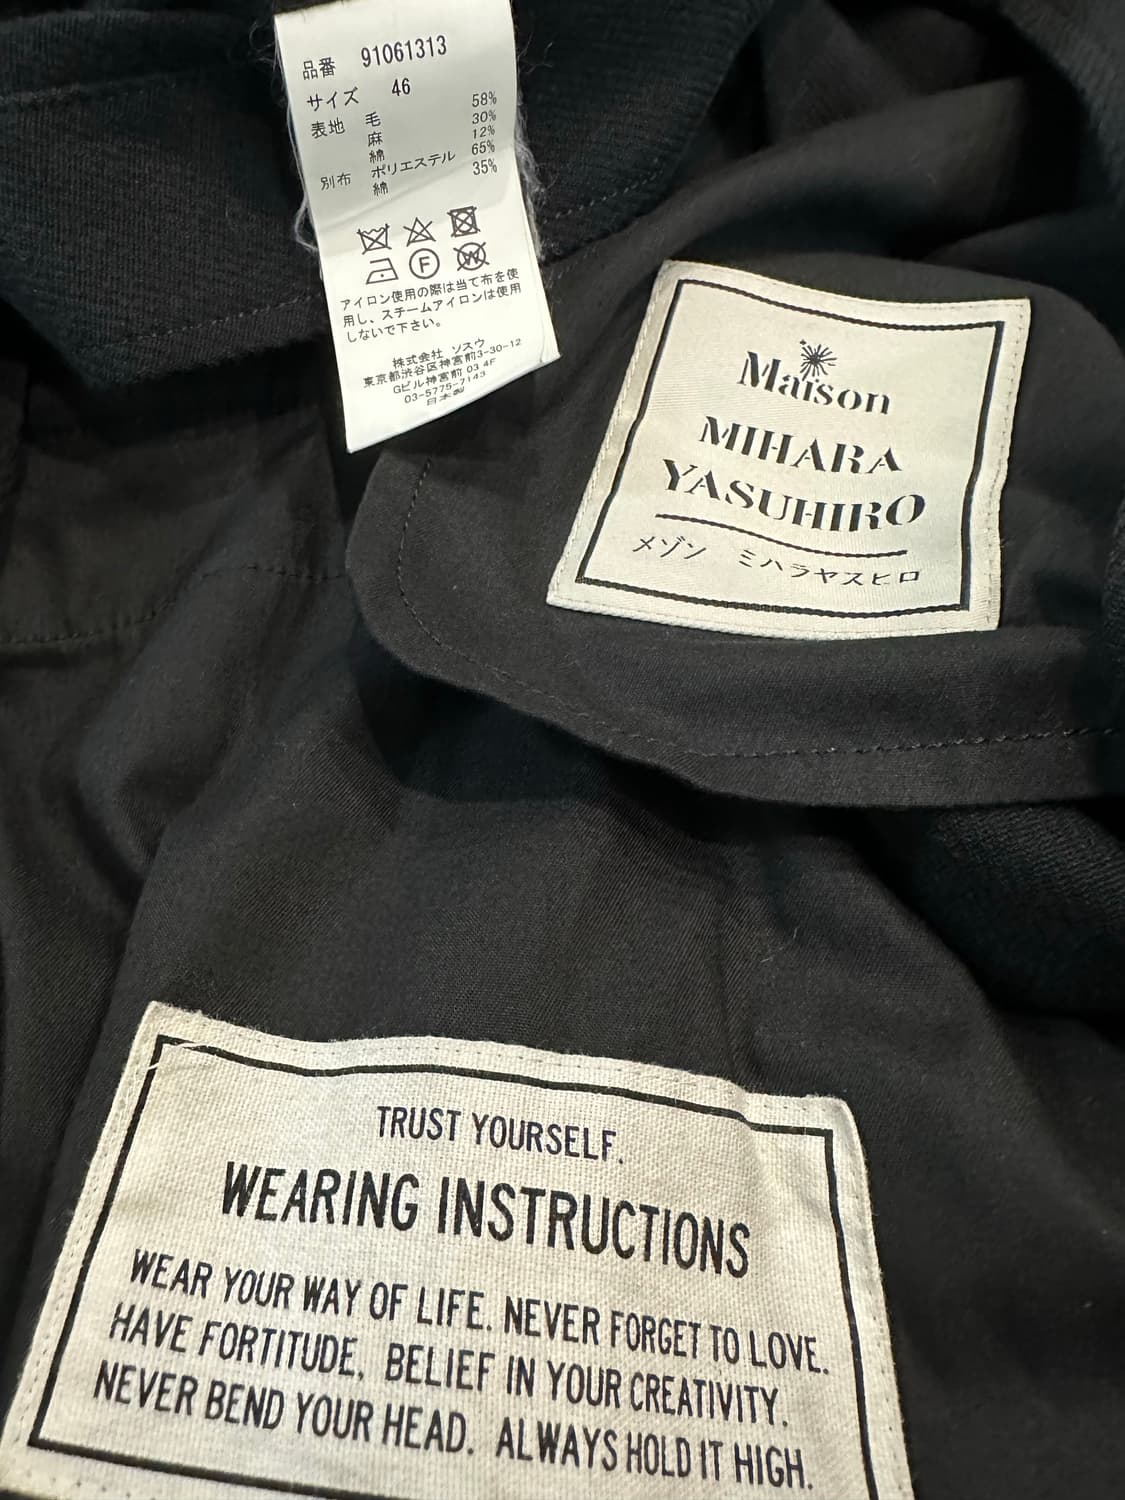 品番 91061313
サイズ 46
表地 毛 58%
麻 30%
綿 12%
別布 ポリエステル 65%
綿 35%
F
W
アイロン使用の際は当て布を使
用し、スチームアイロンは使用
しないで下さい。
株式会社 ソスウ
東京都渋谷区神宮前3-30-12
Gビル神宮前 03 4F
03-5775-7143
日本製
Maison
MIHARA
YASUHIRO
メゾン ミハラヤスヒロ
TRUST YOURSELF.
WEARING INSTRUCTIONS
WEAR YOUR WAY OF LIFE. NEVER FORGET TO LOVE.
HAVE FORTITUDE, BELIEF IN YOUR CREATIVITY.
NEVER BEND YOUR HEAD. ALWAYS HOLD IT HIGH.